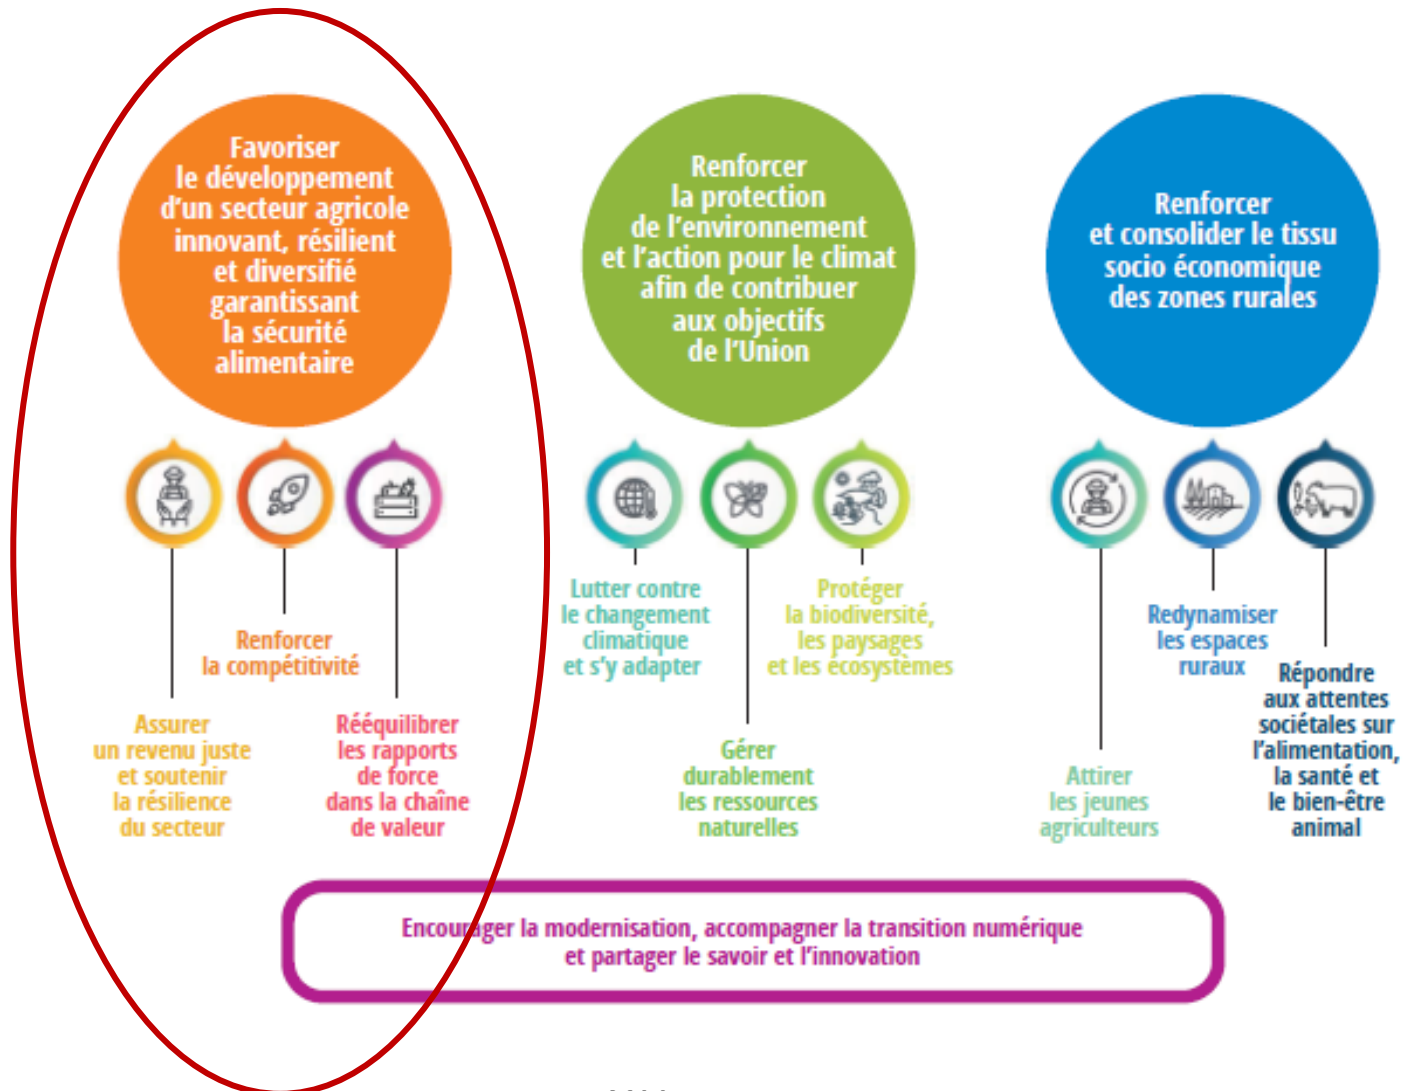 Favoriser
le développement
d'un secteur agricole
innovant, résilient
et diversifié
garantissant
la sécurité
alimentaire
Renforcer
la protection
de l'environnement
et l'action pour le climat
afin de contribuer
aux objectifs
de l'Union
Renforcer
et consolider le tissu
socio économique
des zones rurales
Assurer
un revenu juste
et soutenir
la résilience
du secteur
Renforcer
la compétitivité
Rééquilibrer
les rapports
de force
dans la chaîne
de valeur
Lutter contre
le changement
climatique
et s'y adapter
Gérer
durablement
les ressources
naturelles
Protéger
la biodiversité,
les paysages
et les écosystèmes
Attirer
les jeunes
agriculteurs
Redynamiser
les espaces
ruraux
Répondre
aux attentes
sociétales sur
l'alimentation,
la santé et
le bien-être
animal
Encourager la modernisation, accompagner la transition numérique
et partager le savoir et l'innovation